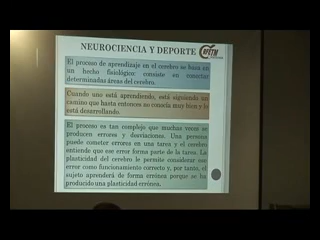 NEUROCIENCIA Y DEPORTE
El proceso de aprendizaje en el cerebro se basa en
un hecho fisiológico: consiste en conectar
determinadas áreas del cerebro.
Cuando uno está aprendiendo, está siguiendo un
camino que hasta entonces no conocía muy bien y lo
está desarrollando.
El proceso es tan complejo que muchas veces se
producen errores y desviaciones. Una persona
puede cometer errores en una tarea y el cerebro
entiende que ese error forma parte de la tarea. La
plasticidad del cerebro le permite considerar ese
error como funcionamiento correcto y, por tanto, el
sujeto aprenderá de forma errónea porque se ha
producido una plasticidad errónea.